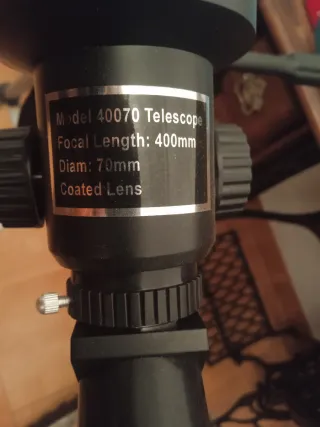 Model 40070 Telescope
Focal Length: 400mm
Diam: 70mm
Coated Lens